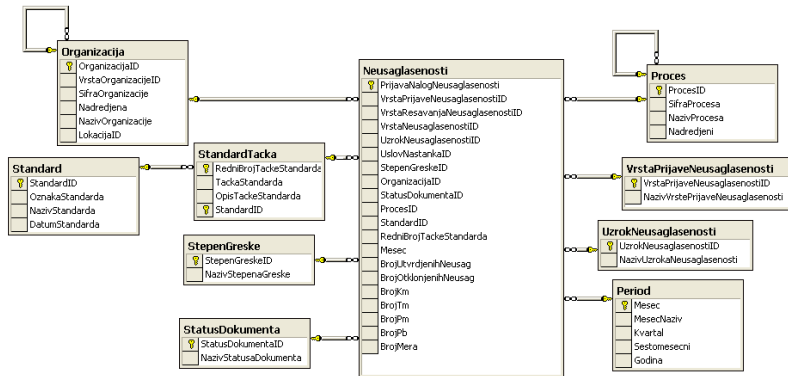 Organizacija
OrganizacijaID
VrstaOrganizacijeID
SifraOrganizacije
Nadredjena
NazivOrganizacije
LokacijaID
Standard
StandardID
OznakaStandarda
NazivStandarda
DatumStandarda
StandardTacka
RedniBrojTackeStandarda
TackaStandarda
OpisTackeStandarda
StandardID
StepenGreske
StepenGreskeID
NazivStepenaGreske
StatusDokumenta
StatusDokumentaID
NazivStatusaDokumenta
Neusaglasenosti
PrijavaNalogNeusaglasenosti
VrstaPrijaveNeusaglasenostiID
VrstaResavanjaNeusaglasenostiID
VrstaNeusaglasenostiID
UzrokNeusaglasenostiID
UslovNastankaID
StepenGreskeID
OrganizacijaID
StatusDokumentaID
ProcesID
StandardID
RedniBrojTackeStandarda
Mesec
BrojUtvrdjenihNeusag
BrojOtklonjenihNeusag
BrojKm
BrojTm
BrojPm
BrojPb
BrojMera
Proces
ProcesID
SifraProcesa
NazivProcesa
Nadredjeni
VrstaPrijaveNeusaglasenosti
VrstaPrijaveNeusaglasenostiID
NazivVrstePrijaveNeusaglasenosti
UzrokNeusaglasenosti
UzrokNeusaglasenostiID
NazivUzrokaNeusaglasenosti
Period
Mesec
MesecNaziv
Kvartal
Sestomesecni
Godina